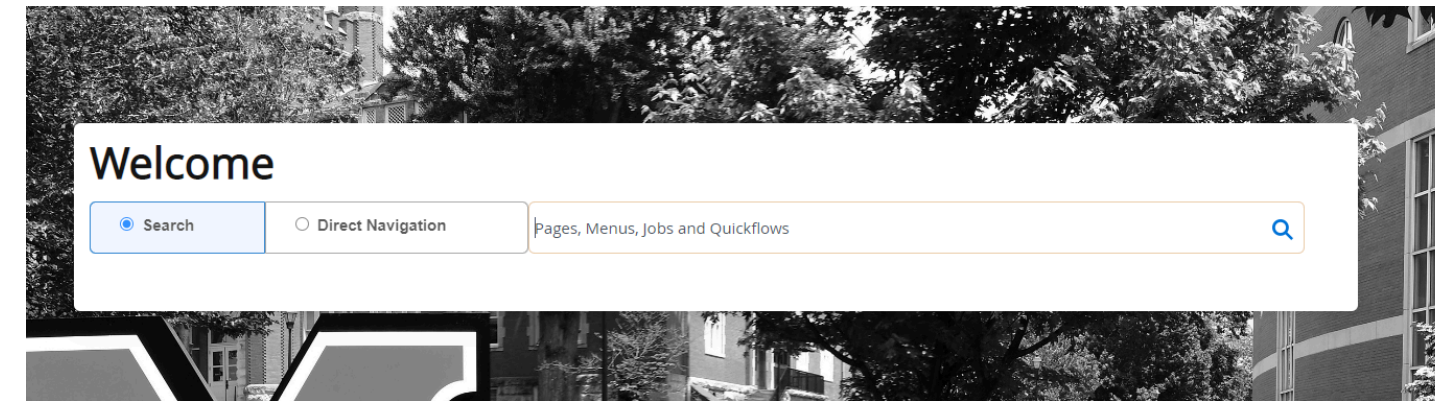 Welcome
Search
Direct Navigation
Pages, Menus, Jobs and Quickflows